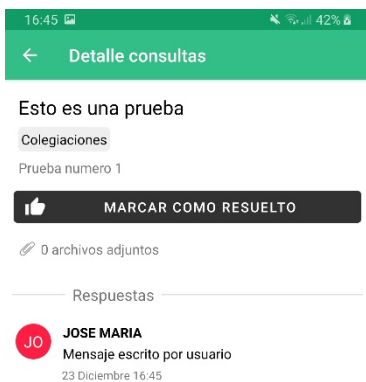 16:45 42%
Detalle consultas
Esto es una prueba
Colegiaciones
Prueba numero 1
MARCAR COMO RESUELTO
0 archivos adjuntos
Respuestas
JO
JOSE MARIA
Mensaje escrito por usuario
23 Diciembre 16:45